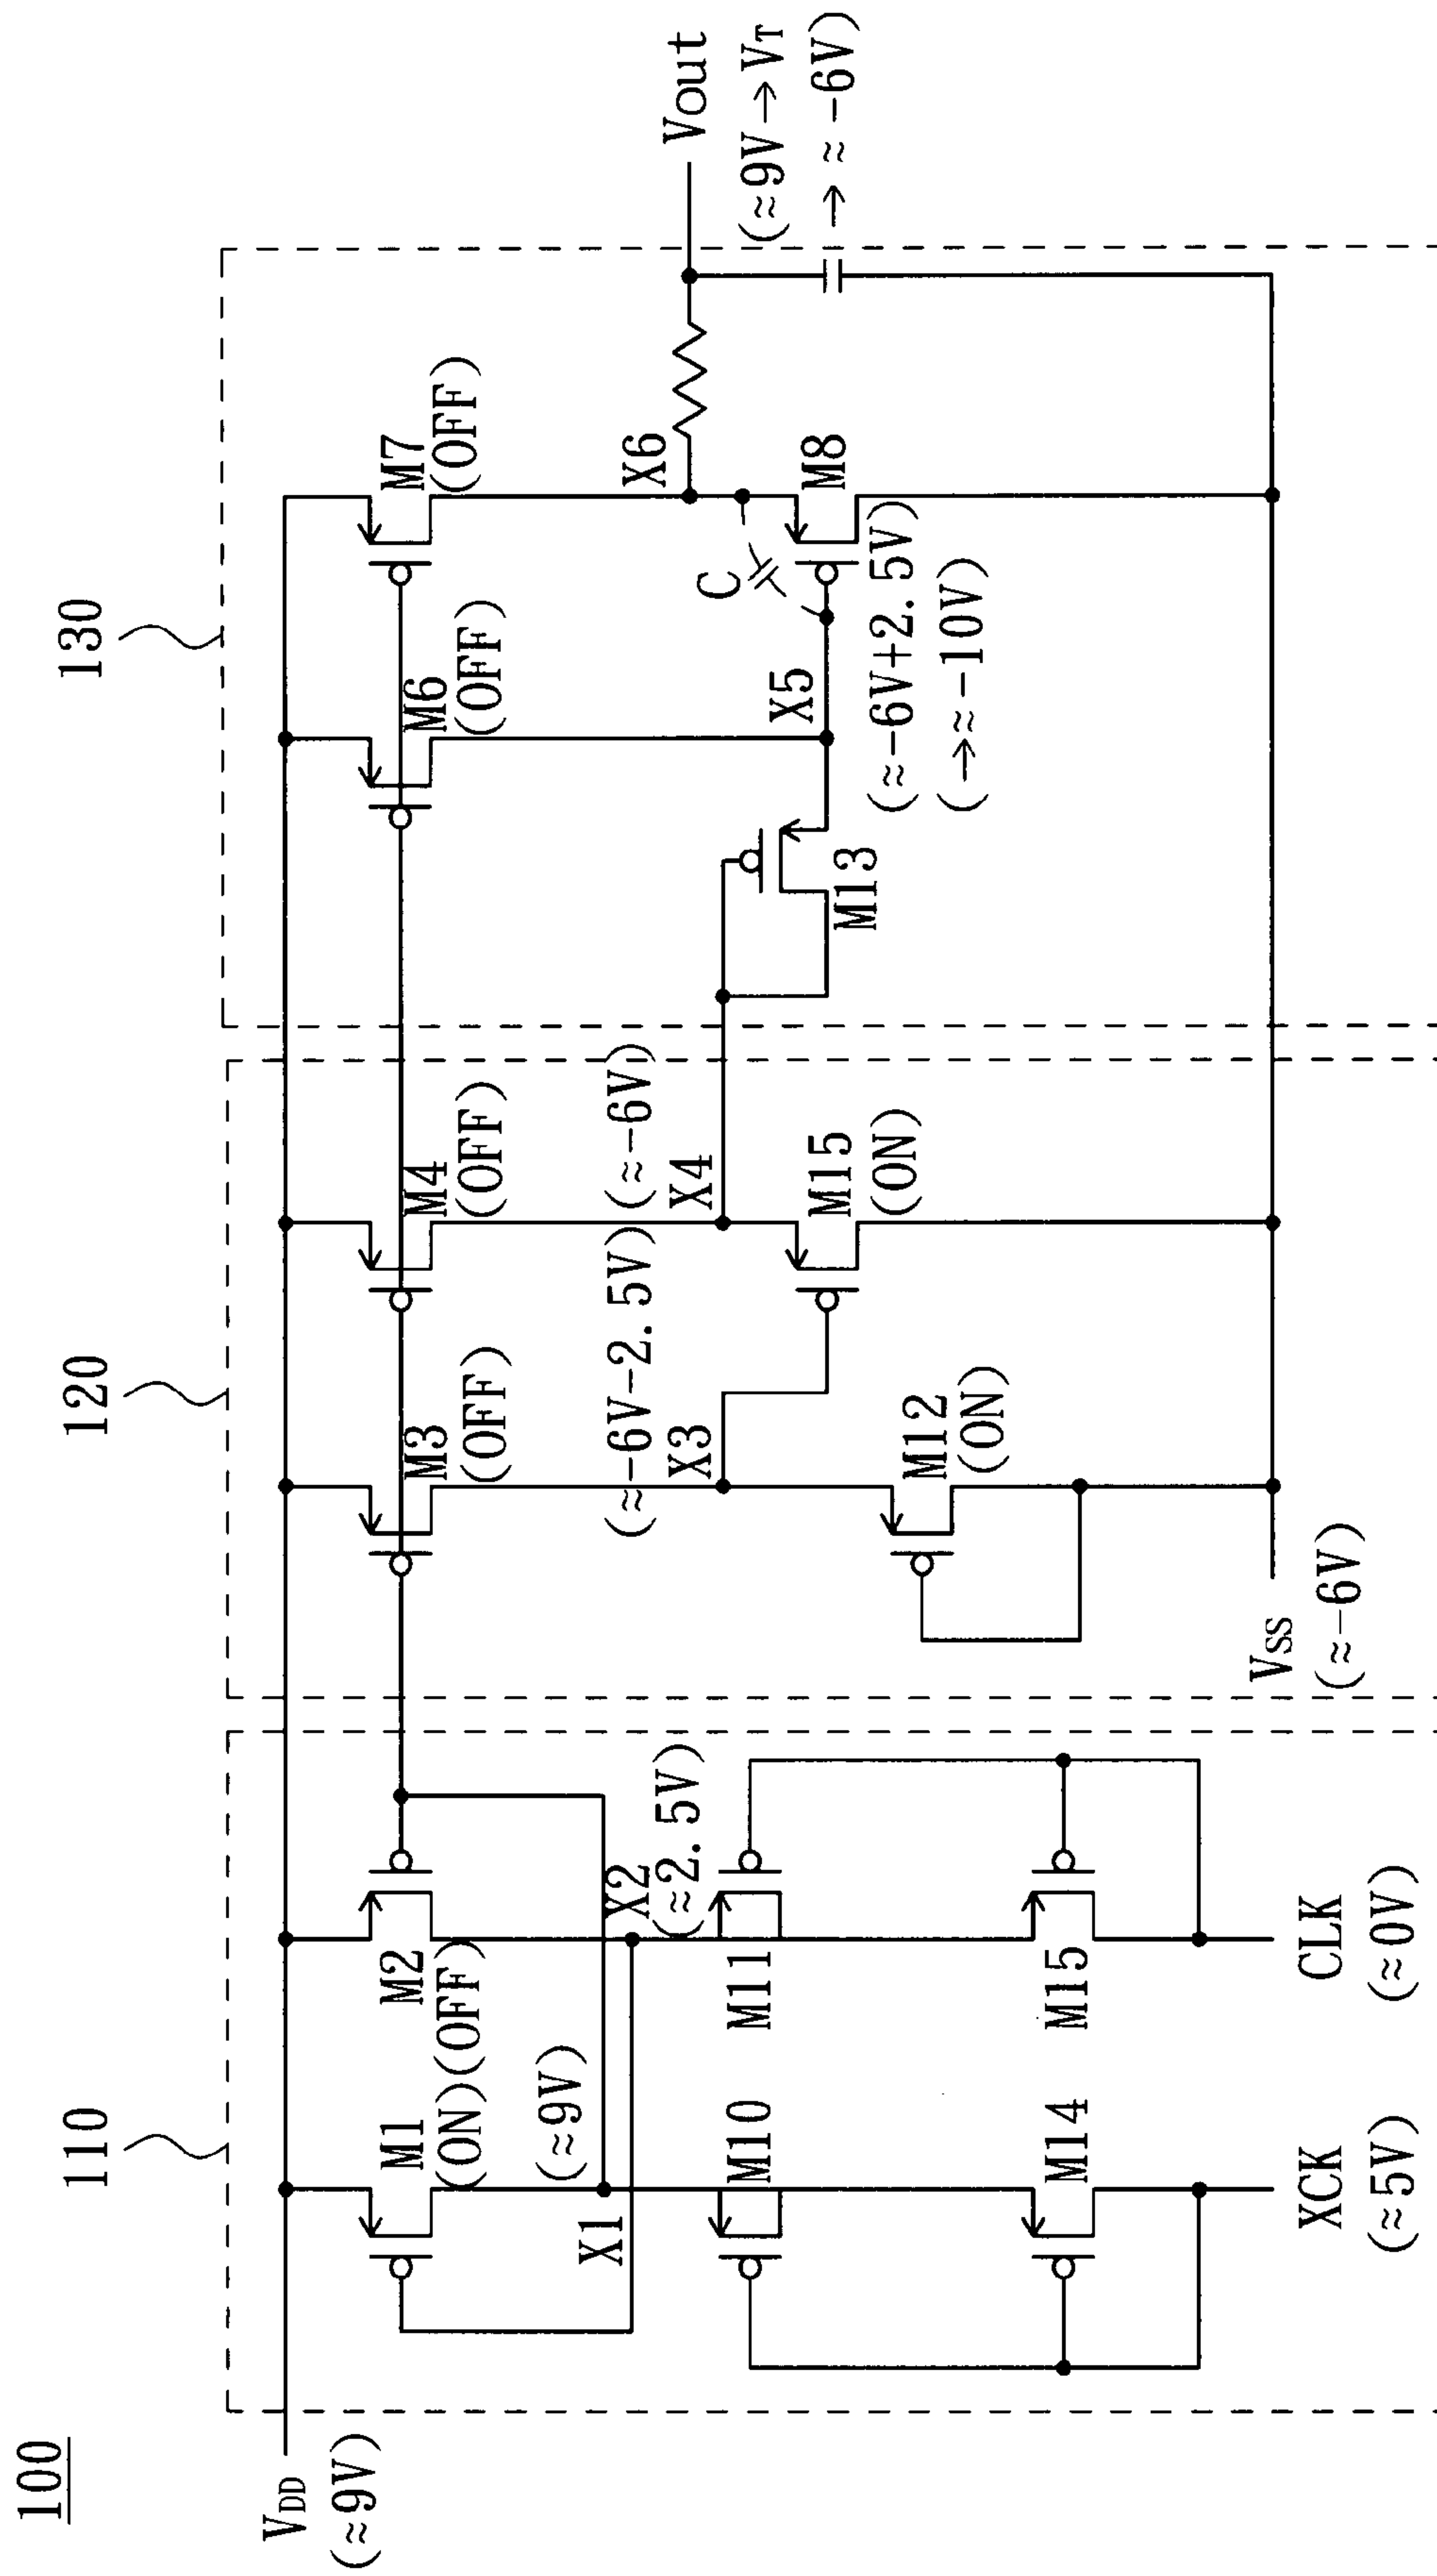 100
110
120
130
VDD
(≈9V)
M1
(ON)
M2
(OFF)
M3
(OFF)
M4
(OFF)
M6
(OFF)
M7
(OFF)
X1
(≈9V)
X2
(≈2.5V)
X3
(≈-6V-2.5V)
X4
(≈-6V)
X6
Vout
(≈9V→VT
→≈-6V)
C
M10
M11
M12
(ON)
M15
(ON)
M13
X5
(≈-6V+2.5V)
(→≈-10V)
M8
M14
M15
XCK
(≈5V)
CLK
(≈0V)
VSS
(≈-6V)